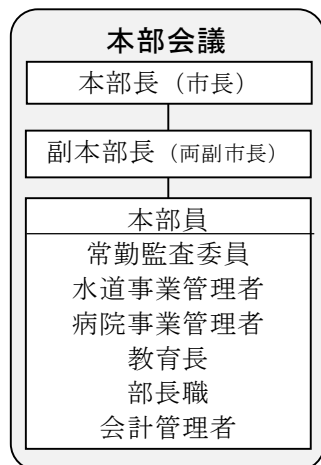 本部会議
本部長（市長）
副本部長（両副市長）
本部員
常勤監査委員
水道事業管理者
病院事業管理者
教育長
部長職
会計管理者